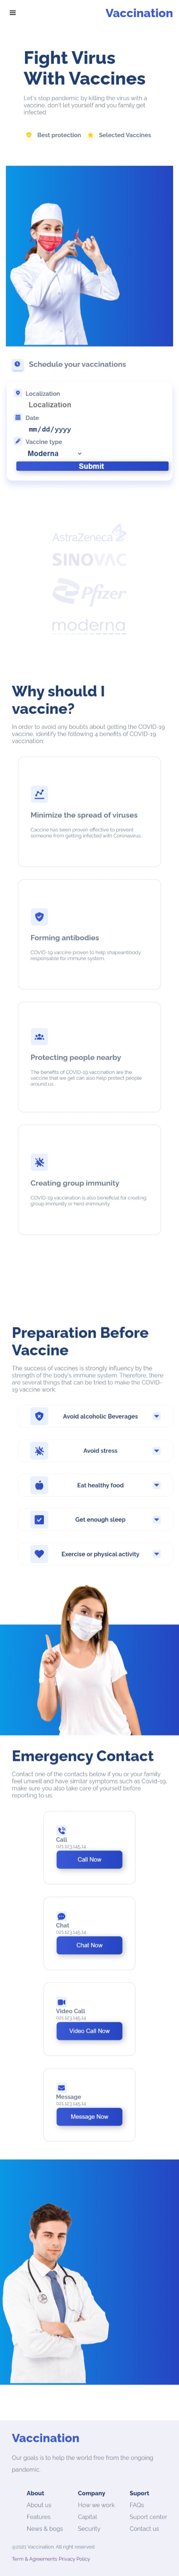 Vaccination
Fight Virus
With Vaccines
Let's stop pandemic by killing the virus with a
vaccine, don't let yourself and you family get
infected
Best protection
Selected Vaccines
Schedule your vaccinations
Localization
Localization
Date
mm/dd/yyyy
Vaccine type
Moderna
Submit
AstraZeneca
SINOVAC
Pfizer
moderna
Why should I
vaccine?
In order to avoid any boubts about getting the COVID-19
vaccine, identify the following 4 benefits of COVID-19
vaccination:
Minimize the spread of viruses
Caccine has been proven effective to prevent
someone from getting infected with Coronavirus.
Forming antibodies
COVID-19 vaccine proven to help shapeantibody
responsable for immune system
Protecting people nearby
The benefits of COVID-19 vaccination are the
vaccine that we get can also help protect people
around us
Creating group immunity
COVID-19 vaccination is also beneficial for creating
group immunity or herd inmmunity
Preparation Before
Vaccine
The success of vaccines is strongly influency by the
strength of the body's immune system. Therefore, there
are several things that can be tried to make the COVID-
19 vaccine work:
Avoid alcoholic Beverages
Avoid stress
Eat healthy food
Get enough sleep
Exercise or physical activity
Emergency Contact
Contact one of the contacts below if you or your family
feel unwell and have similar symptoms such as Covid-19,
make sure you also take care of yourself before
reporting to us:
Call
021.123.145.14
Call Now
Chat
021.123.145.14
Chat Now
Video Call
021.123.145.14
Video Call Now
Message
021.123.145.14
Message Now
Vaccination
Our goals is to help the world free from the ongoing
pandemic.
About
Company
Suport
About us
How we work
FAQs
Features
Capital
Suport center
News & bogs
Security
Contact us
@2020 Vaccination. All right reserved
Term & Agreements Privacy Policy